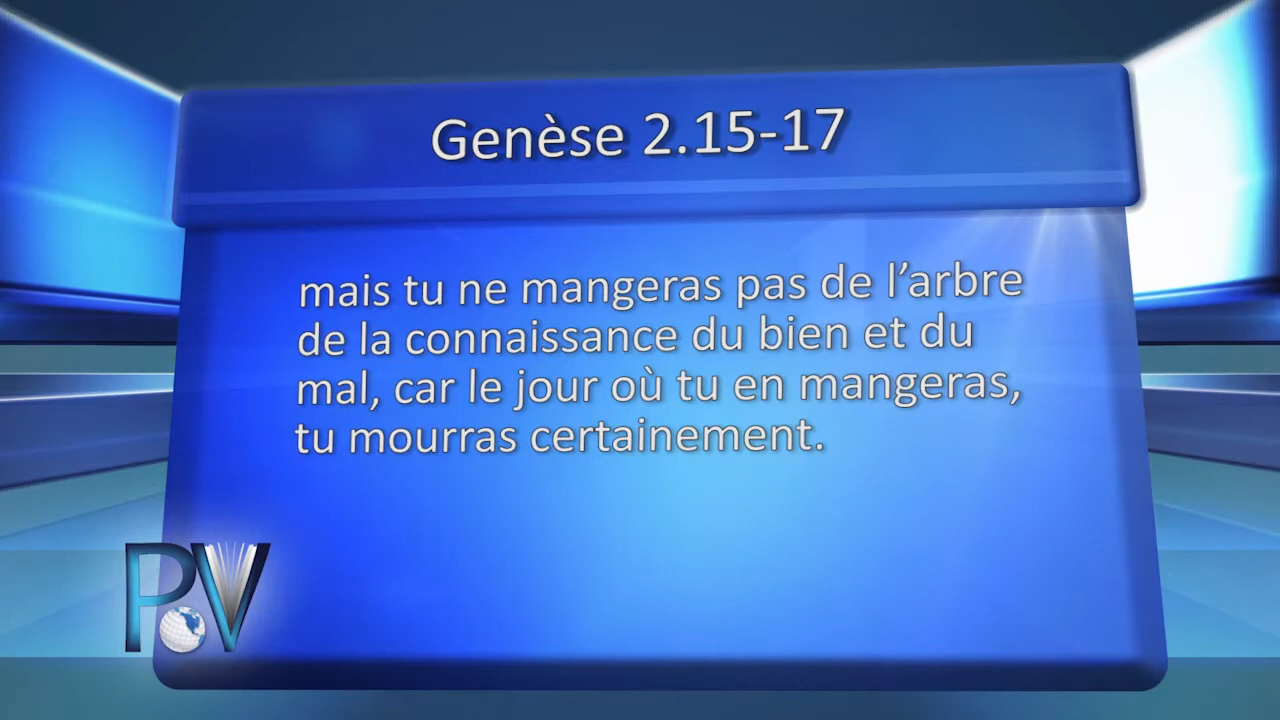 Genèse 2.15-17
mais tu ne mangeras pas de l’arbre
de la connaissance du bien et du
mal, car le jour où tu en mangeras,
tu mourras certainement.
PV